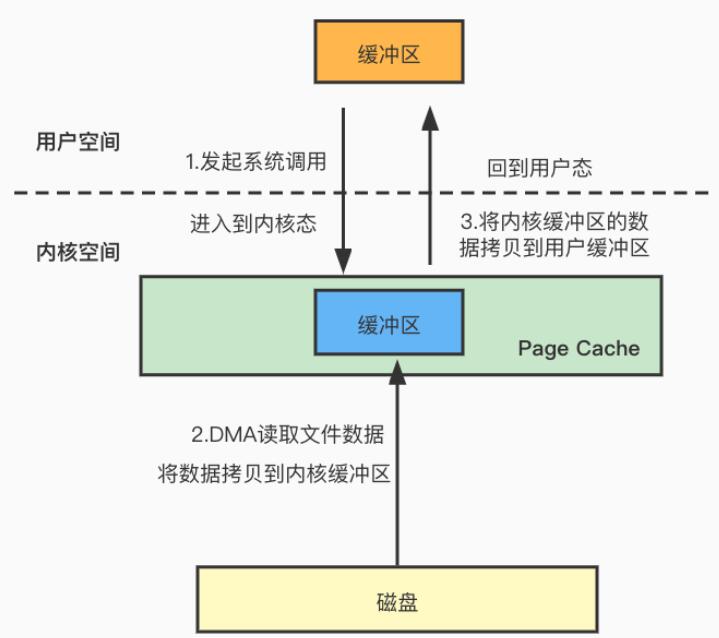 缓冲区
用户空间
1.发起系统调用
回到用户态
进入到内核态
3.将内核缓冲区的数
据拷贝到用户缓冲区
内核空间
缓冲区
Page Cache
2.DMA读取文件数据
将数据拷贝到内核缓冲区
磁盘